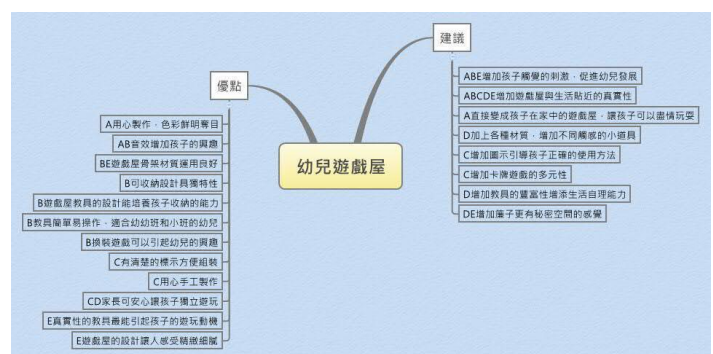 幼兒遊戲屋
優點
A用心製作，色彩鮮明奪目
AB音效增加孩子的興趣
BE遊戲屋骨架材質運用良好
B可收納設計具獨特性
B遊戲屋教具的設計能培養孩子收納的能力
B教具簡單易操作，適合幼幼班和小班的幼兒
B換裝遊戲可以引起幼兒的興趣
C有清楚的標示方便組裝
C用心手工製作
CD家長可安心讓孩子獨立遊玩
E真實性的教具最能引起孩子的遊玩動機
E遊戲屋的設計讓人感受精緻細膩
建議
ABE增加孩子觸覺的刺激，促進幼兒發展
ABCDE增加遊戲屋與生活貼近的真實性
A直接變成孩子在家中的遊戲屋，讓孩子可以盡情玩耍
D加上各種材質，增加不同觸感的小道具
C增加圖示引導孩子正確的使用方法
C增加卡牌遊戲的多元性
D增加教具的豐富性增添生活自理能力
DE增加簾子更有秘密空間的感覺